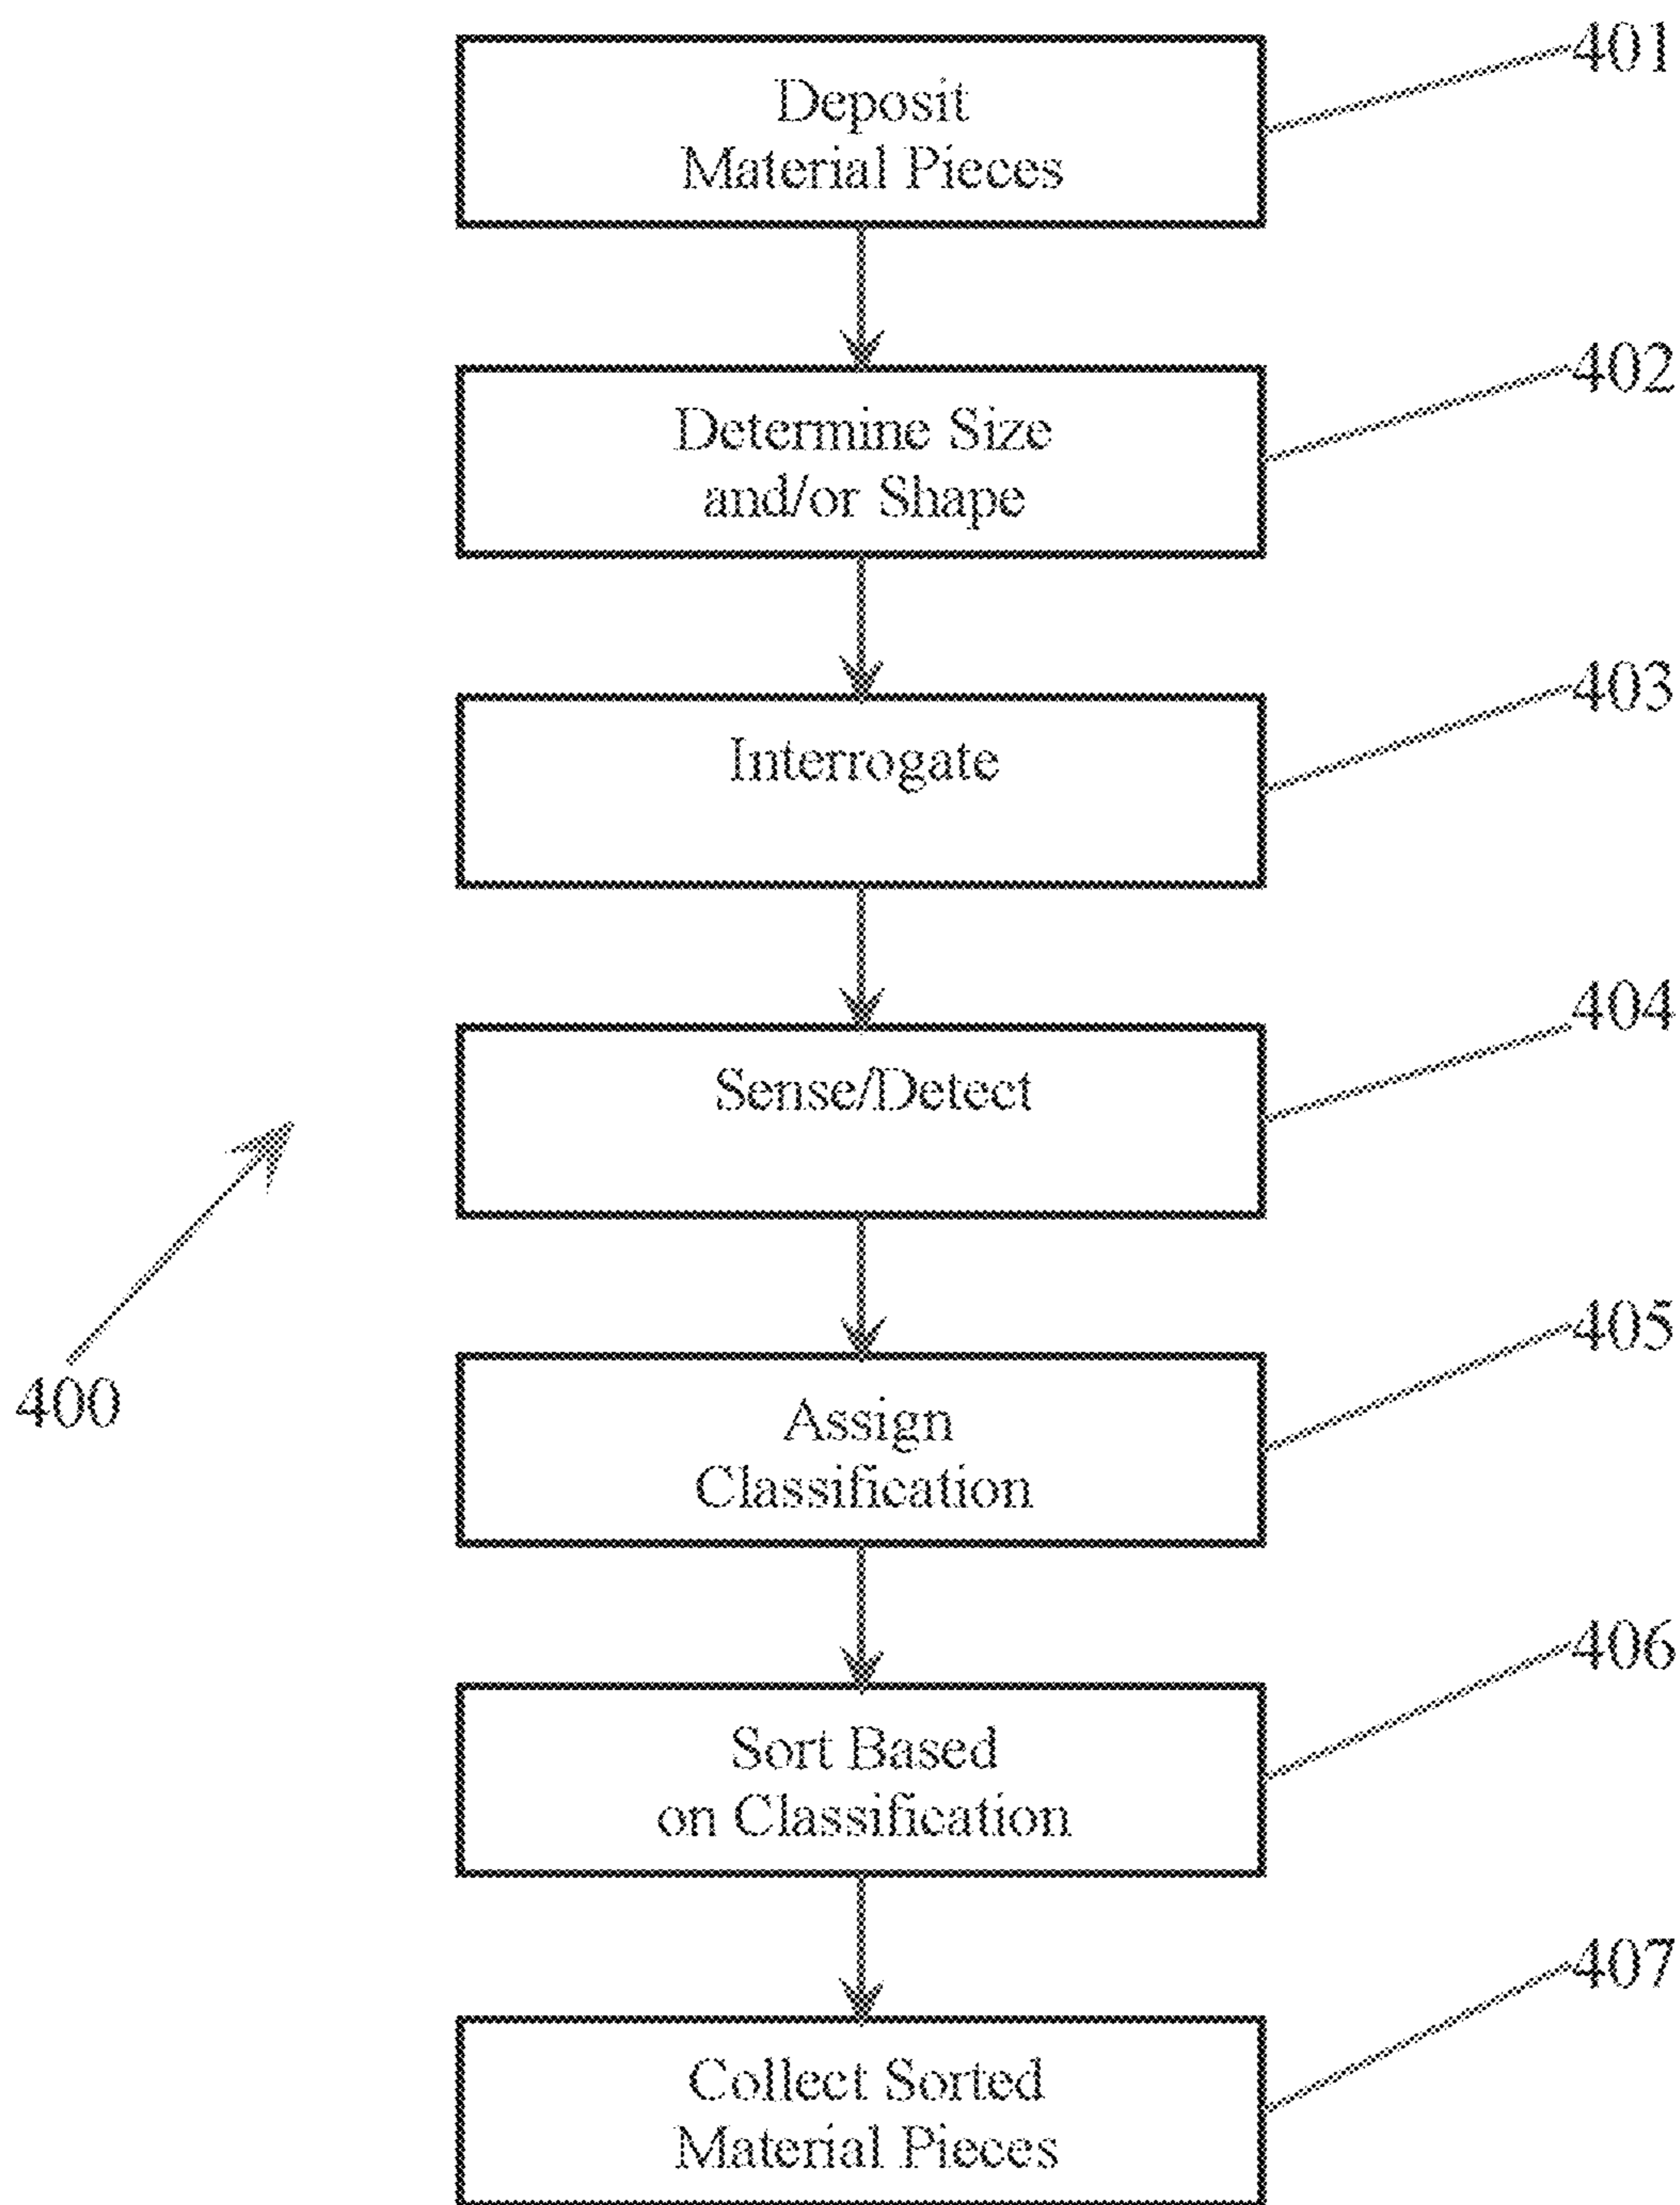 401
Deposit
Material Pieces
402
Determine Size
and/or Shape
403
Interrogate
404
Sense/Detect
400
405
Assign
Classification
406
Sort Based
on Classification
407
Collect Sorted
Material Pieces